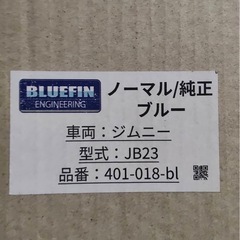 BLUEFIN
ENGINEERING
ノーマル/純正
ブルー
車両：ジムニー
型式：JB23
品番：401-018-bl